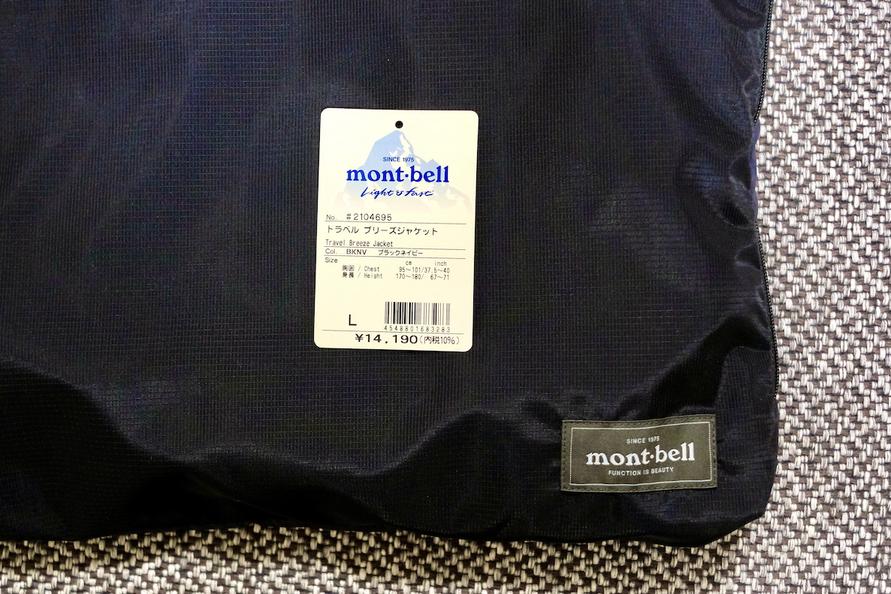 SINCE 1975
mont·bell
Light & Fast
No. #2104695
トラベル ブリーズジャケット
Travel Breeze Jacket
Col. BKNV ブラックネイビー
Size cm inch
胸囲 / Chest 95~101/37.5~40
身長 / Height 170~180/ 67~71
L
4548801683283
¥14,190(内税10%)
SINCE 1975
mont·bell
FUNCTION IS BEAUTY